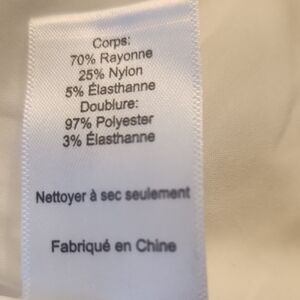 Corps:
70% Rayonne
25% Nylon
5% Élasthanne
Doublure:
97% Polyester
3% Élasthanne
Nettoyer à sec seulement
Fabriqué en Chine